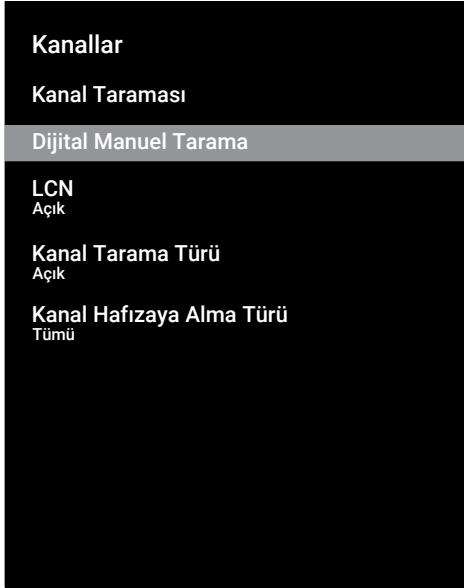 Kanallar
Kanal Taraması
Dijital Manuel Tarama
LCN
Açık
Kanal Tarama Türü
Açık
Kanal Hafızaya Alma Türü
Tümü